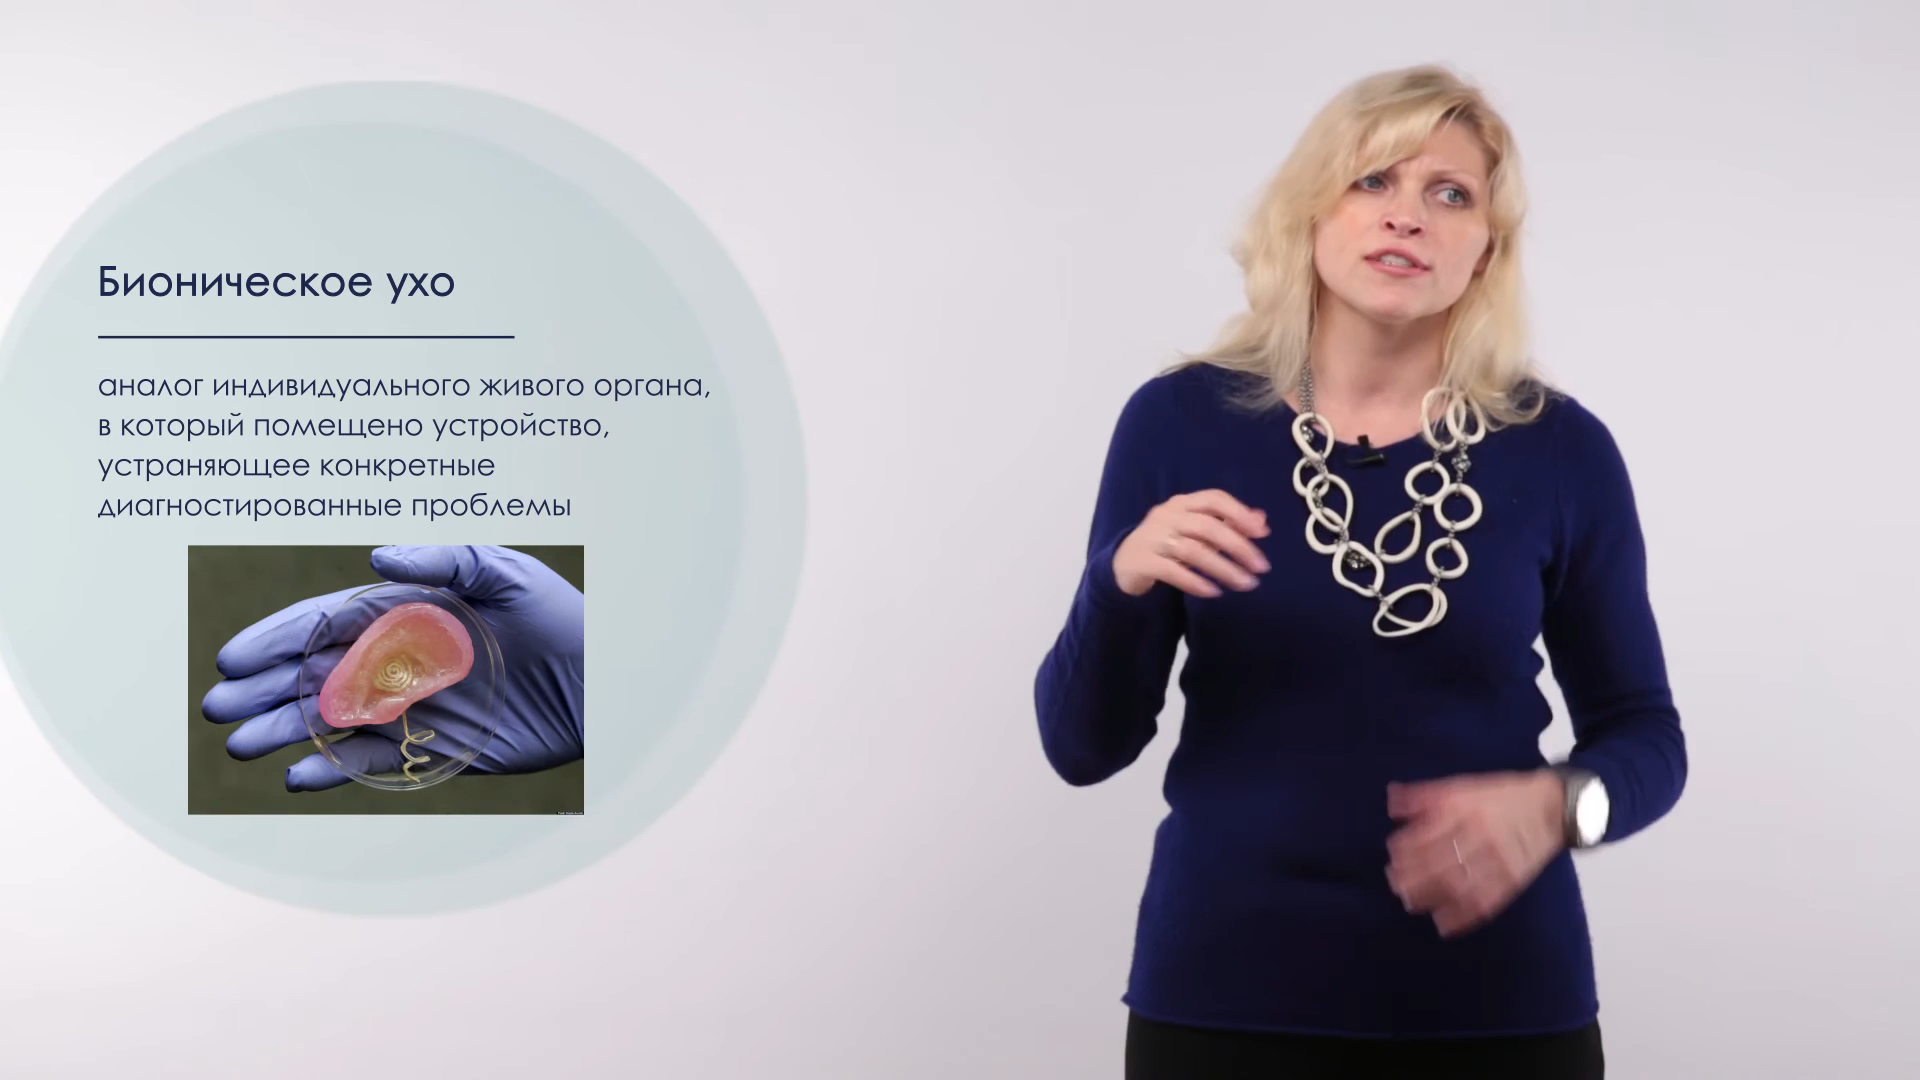 Бионическое ухо
аналог индивидуального живого органа,
в который помещено устройство,
устраняющее конкретные
диагностированные проблемы